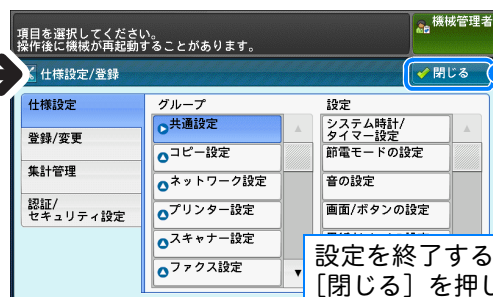 項目を選択してください。
操作後に機械が再起動することがあります。
機械管理者
仕様設定/登録
閉じる
仕様設定
登録/変更
集計管理
認証/
セキュリティ設定
グループ
共通設定
コピー設定
ネットワーク設定
プリンター設定
スキャナー設定
ファクス設定
設定
システム時計/
タイマー設定
節電モードの設定
音の設定
画面/ボタンの設定
設定を終了する
[閉じる]を押し